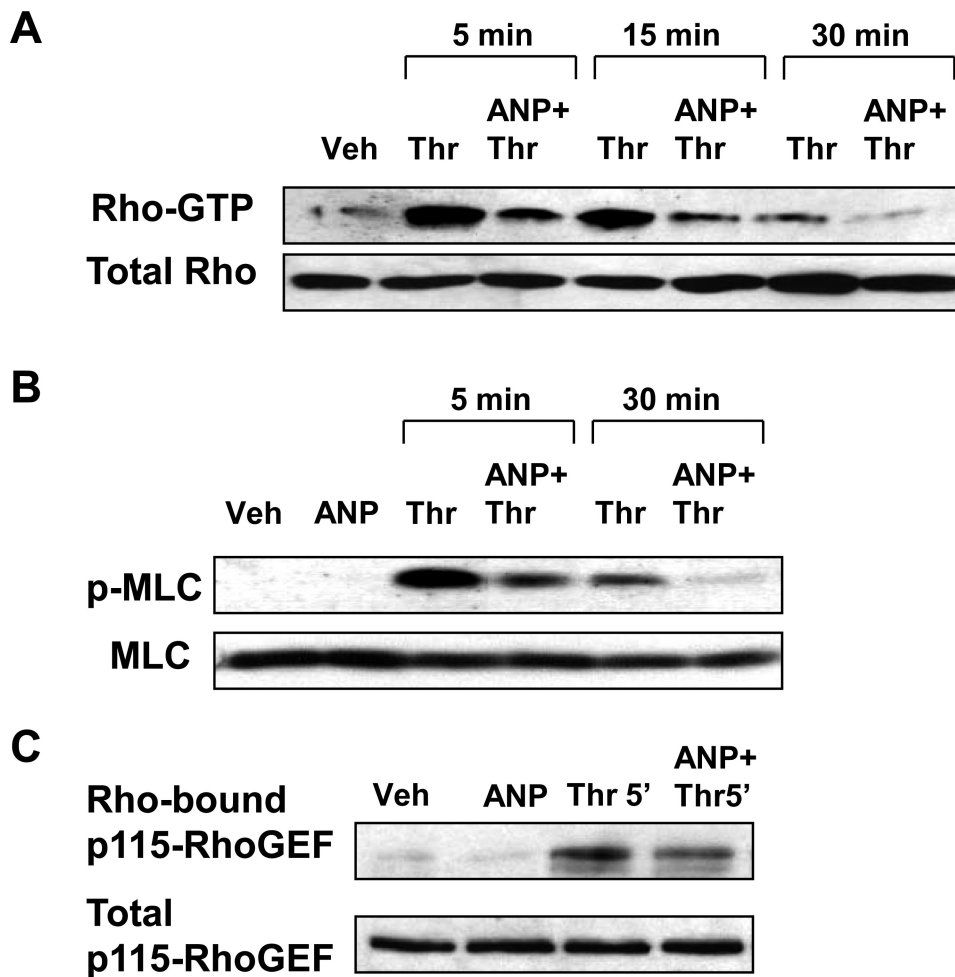 A
5 min 15 min 30 min
ANP+ ANP+ ANP+
Veh Thr Thr Thr Thr Thr Thr
Rho-GTP
Total Rho
B
5 min 30 min
ANP+ ANP+
Veh ANP Thr Thr Thr Thr
p-MLC
MLC
C
ANP+
Veh ANP Thr 5’ Thr5’
Rho-bound
p115-RhoGEF
Total
p115-RhoGEF